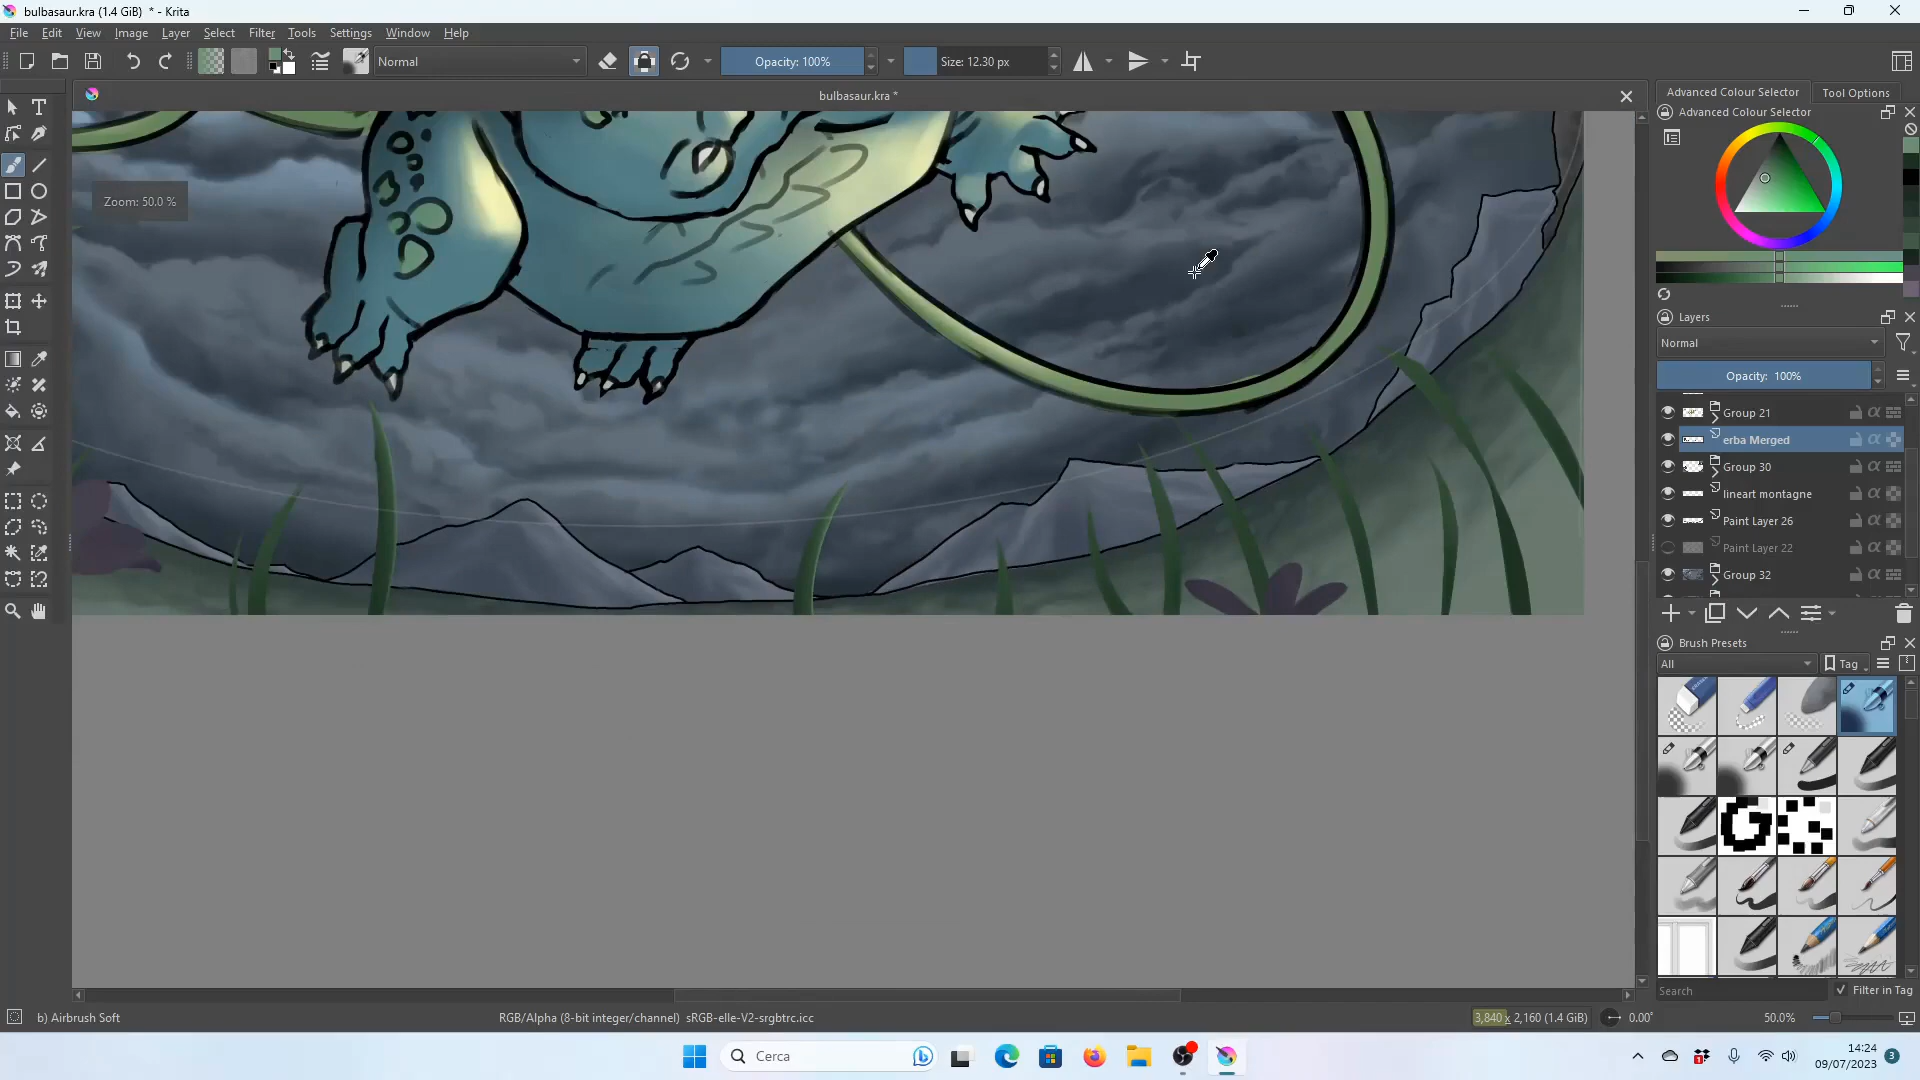 bulbasaur.kra (1.4 GiB) * - Krita
File Edit View Image Layer Select Filter Tools Settings Window Help
Normal
Opacity: 100%
Size: 12.30 px
bulbasaur.kra *
Zoom: 50.0 %
Advanced Colour Selector
Tool Options
Advanced Colour Selector
Layers
Normal
Opacity: 100%
Group 21
erba Merged
Group 30
lineart montagne
Paint Layer 26
Paint Layer 22
Group 32
Brush Presets
All
Tag
Search
Filter in Tag
b) Airbrush Soft
RGB/Alpha (8-bit integer/channel) sRGB-elle-V2-srgbtrc.icc
3,840 x 2,160 (1.4 GiB)
0.00°
50.0%
Cerca
14:24
09/07/2023
3